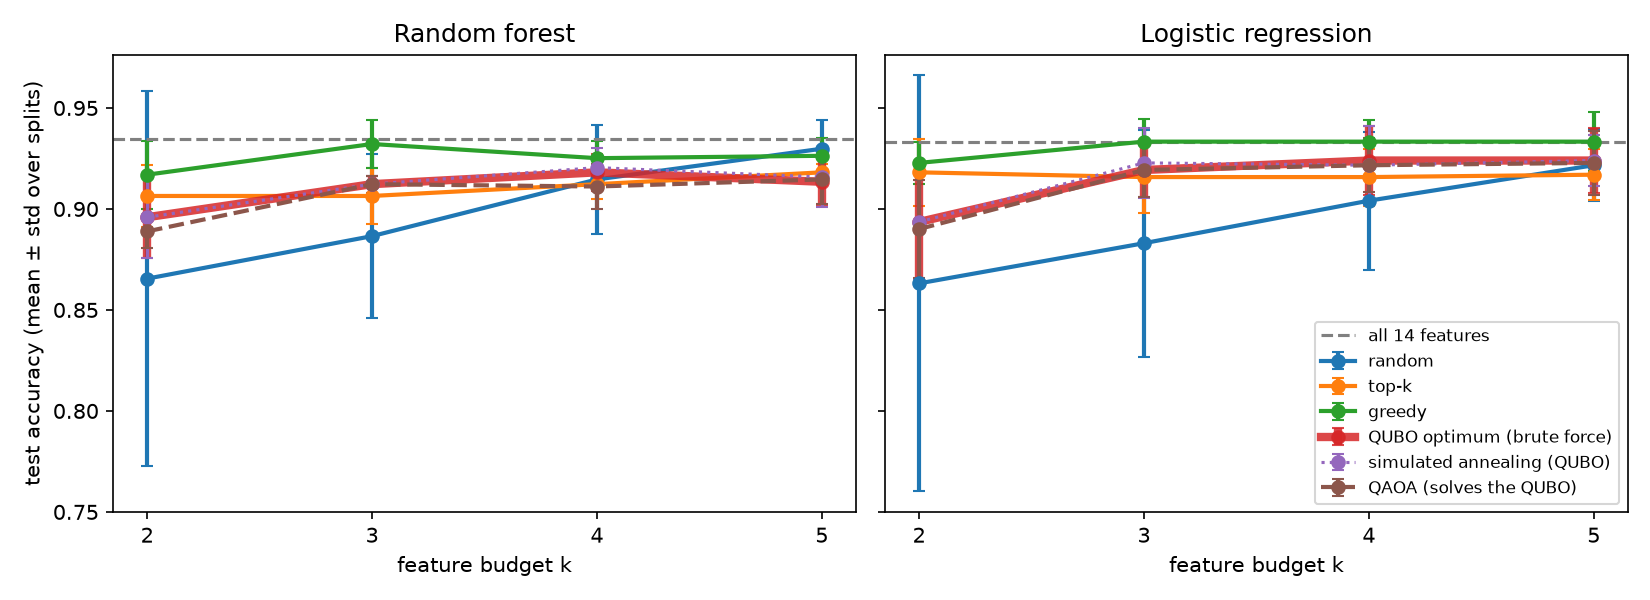 Random forest
Logistic regression
test accuracy (mean ± std over splits)
0.95
0.90
0.85
0.80
0.75
2 3 4 5
2 3 4 5
feature budget k
feature budget k
all 14 features
random
top-k
greedy
QUBO optimum (brute force)
simulated annealing (QUBO)
QAOA (solves the QUBO)